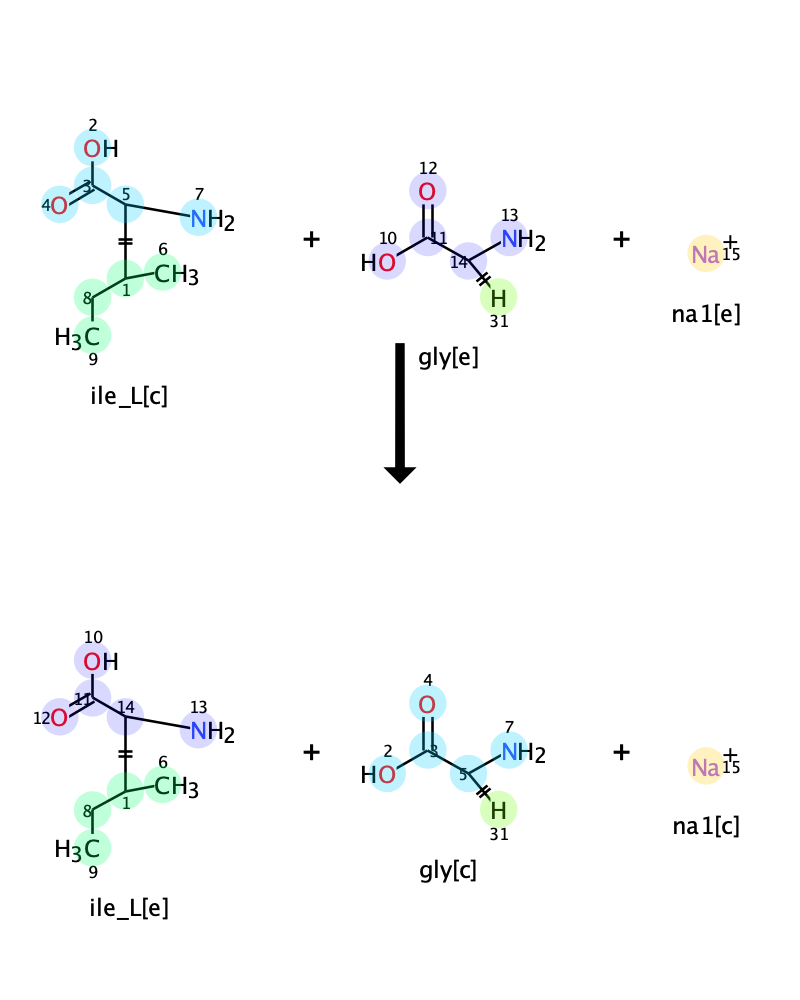 2
OH
3
4O
5
7
NH2
6
CH3
1
8
H3C
9
ile_L[c]
+
12
O
10
11
HO
13
NH2
14
H
31
gly[e]
+
Na+
15
na1[e]
10
OH
11
12O
14
13
NH2
6
CH3
1
8
H3C
9
ile_L[e]
+
4
O
2
3
HO
7
NH2
5
H
31
gly[c]
+
Na+
15
na1[c]